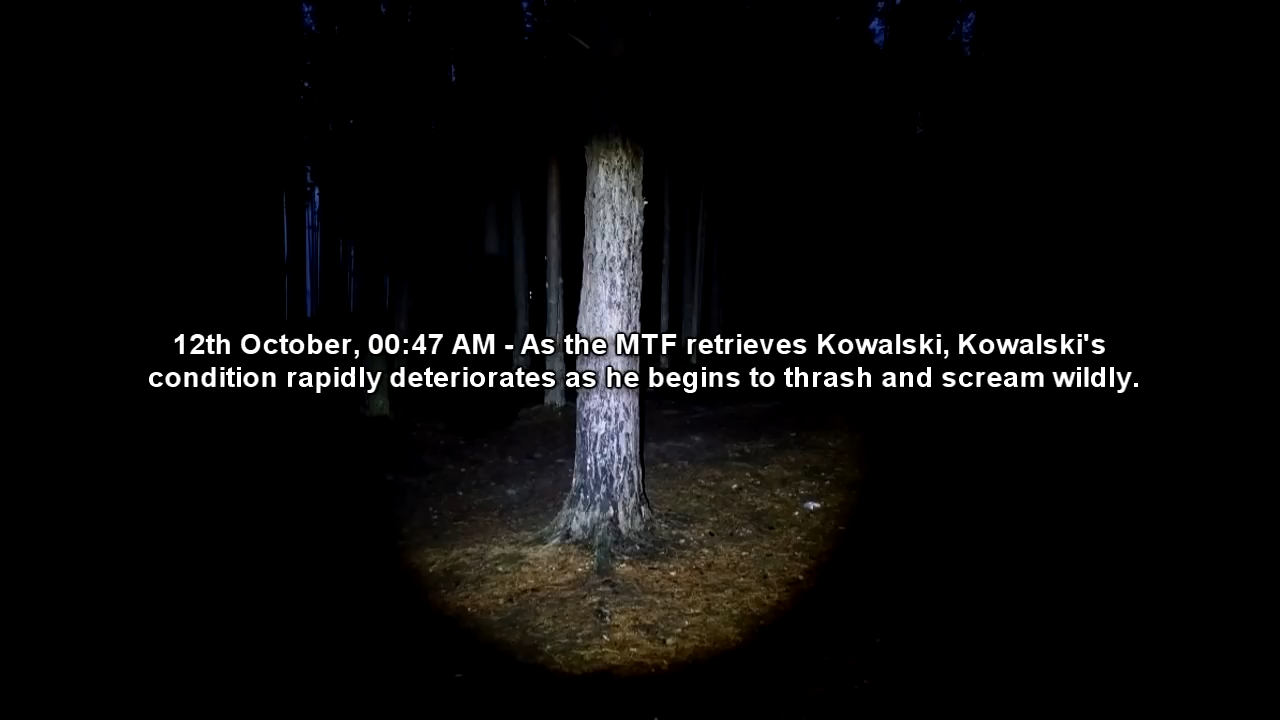 12th October, 00:47 AM - As the MTF retrieves Kowalski, Kowalski's
condition rapidly deteriorates as he begins to thrash and scream wildly.